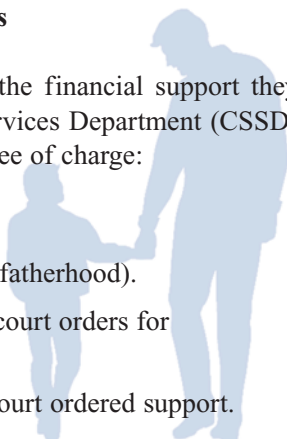 s
the financial support they
rvices Department (CSSD
ee of charge:
fatherhood).
court orders for
ourt ordered support.